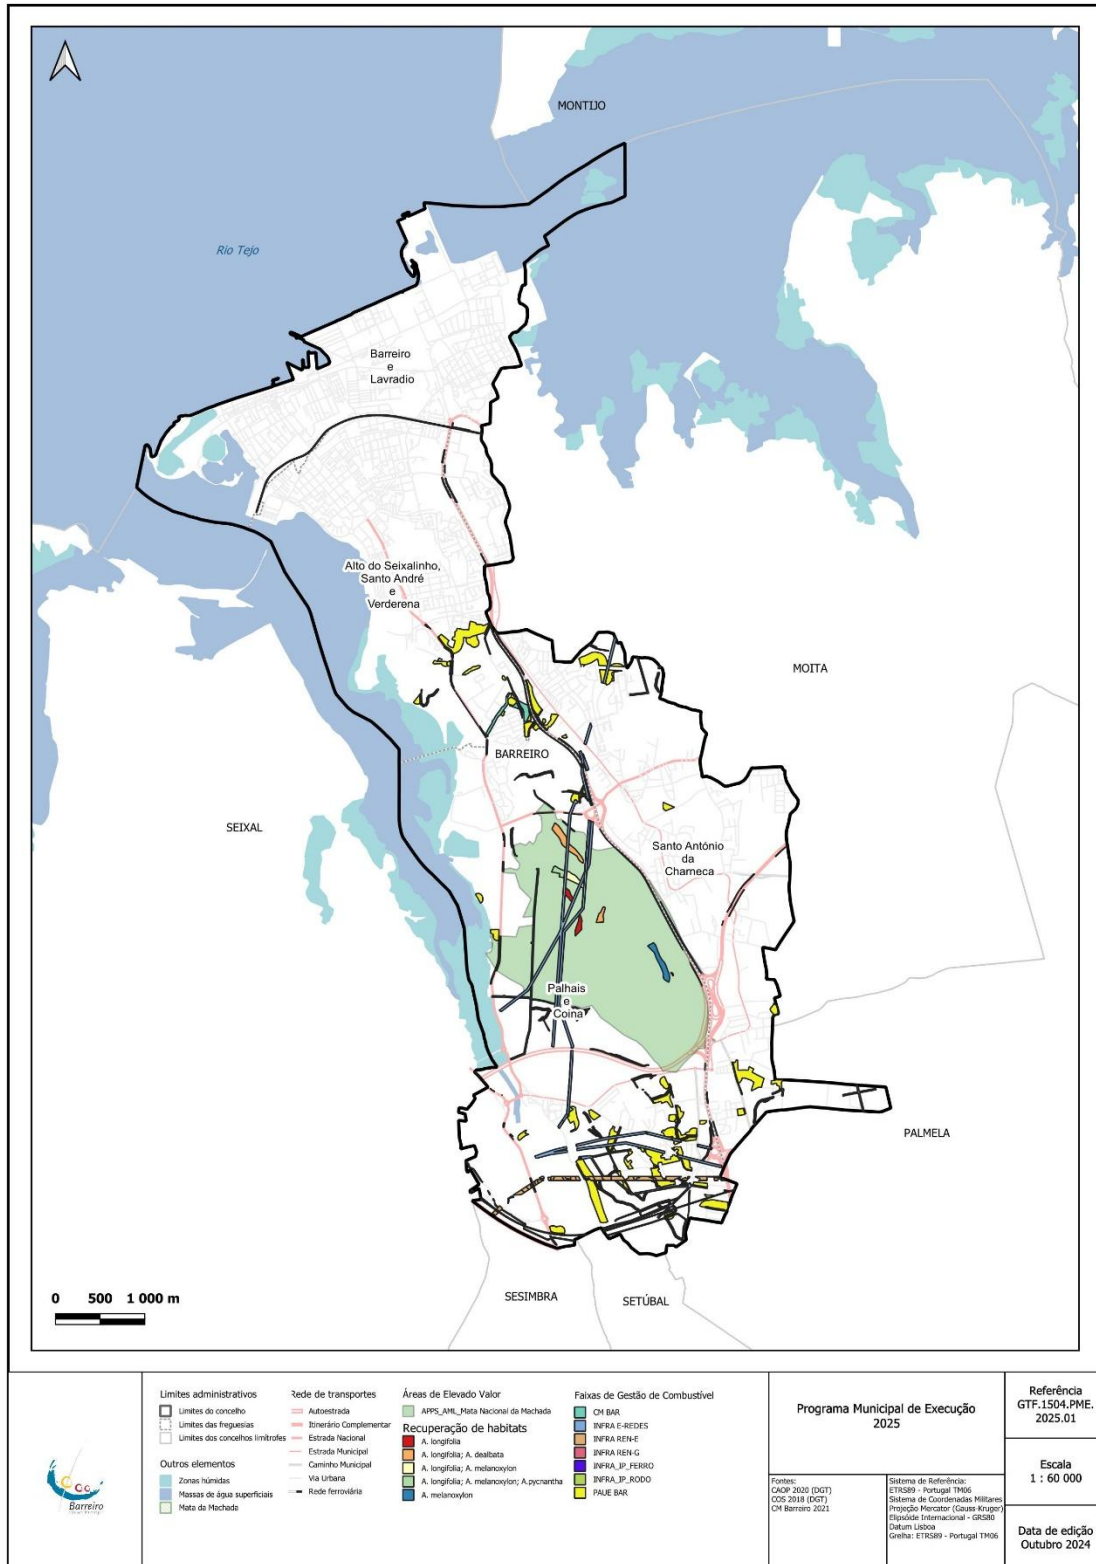 MONTIJO
Rio Tejo
Barreiro
e
Lavradio
Alto do Seixalinho,
Santo André
e
Verderena
MOITA
BARREIRO
SEIXAL
Santo António
da
Charneca
Palhais
e
Coina
PALMELA
SESIMBRA
SETÚBAL
0 500 1 000 m
Barreiro
Limites administrativos
Limites do concelho
Limites das freguesias
Limites dos concelhos limítrofes
Outros elementos
Zonas húmidas
Massas de água superficiais
Mata da Machada
Rede de transportes
Autoestrada
Itinerário Complementar
Estrada Nacional
Estrada Municipal
Caminho Municipal
Via Urbana
Rede ferroviária
Áreas de Elevado Valor
APPS_AML_Mata Nacional da Machada
Recuperação de habitats
A. longifolia
A. longifolia; A. dealbata
A. longifolia; A. melanoxylon
A. longifolia; A. melanoxylon; A.pycnantha
A. melanoxylon
Faixas de Gestão de Combustível
CM BAR
INFRA E-REDES
INFRA REN-E
INFRA REN-G
INFRA_IP_FERRO
INFRA_IP_RODO
PAUE BAR
Programa Municipal de Execução
2025
Fontes:
CAOP 2020 (DGT)
COS 2018 (DGT)
CM Barreiro 2021
Sistema de Referência:
ETRS89 - Portugal TM06
Sistema de Coordenadas Militares
Projeção Mercator (Gauss-Kruger)
Elipsóide Internacional - GRS80
Datum Lisboa
Grelha: ETRS89 - Portugal TM06
Referência
GTF.1504.PME.
2025.01
Escala
1 : 60 000
Data de edição
Outubro 2024